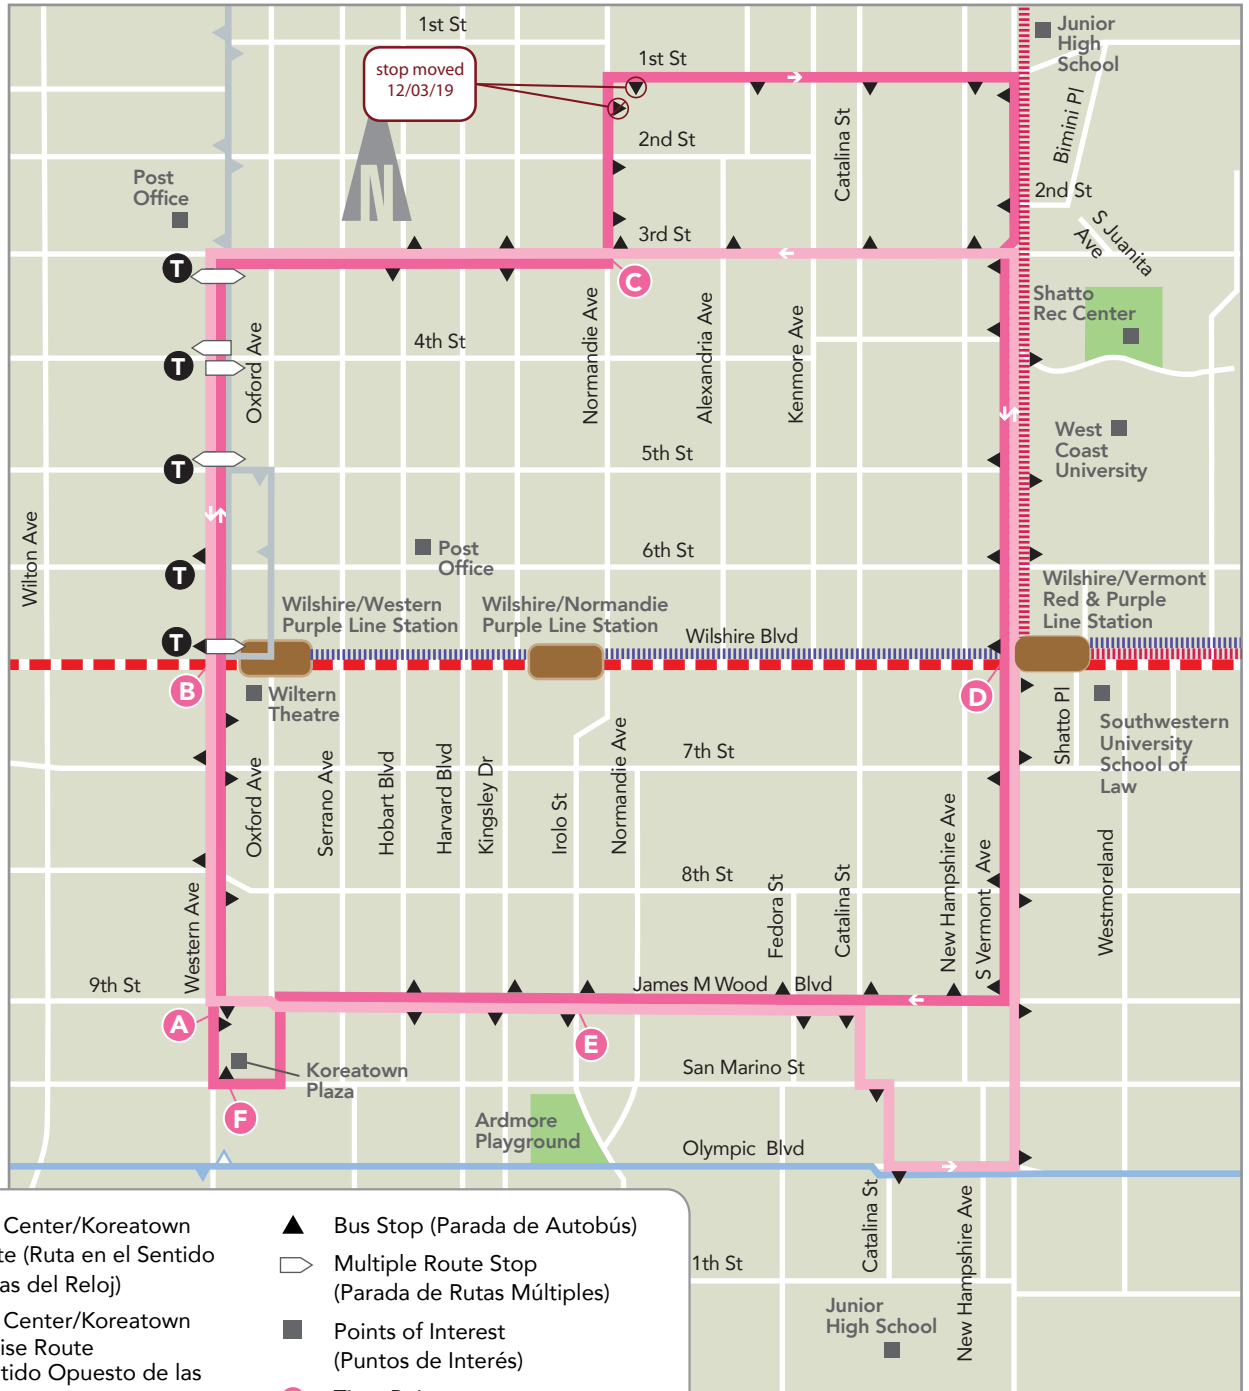 1st St
Junior
High
School
stop moved
12/03/19
1st St
Bimini Pl
Catalina St
2nd St
N
Post
Office
2nd St
S Juanita
Ave
3rd St
T
C
Shatto
Rec Center
Normandie Ave
Alexandria Ave
Kenmore Ave
Oxford Ave
4th St
T
West
Coast
University
5th St
T
Wilton Ave
Post
Office
6th St
T
Wilshire/Western
Purple Line Station
Wilshire/Normandie
Purple Line Station
Wilshire/Vermont
Red & Purple
Line Station
Wilshire Blvd
T
B
Wiltern
Theatre
D
Shatto Pl
Southwestern
University
School of
Law
7th St
Oxford Ave
Serrano Ave
Hobart Blvd
Harvard Blvd
Kingsley Dr
Irolo St
Normandie Ave
8th St
Western Ave
Fedora St
Catalina St
New Hampshire Ave
S Vermont Ave
Westmoreland
9th St
James M Wood Blvd
A
E
Koreatown
Plaza
San Marino St
F
Ardmore
Playground
Olympic Blvd
Catalina St
New Hampshire Ave
1th St
Junior
High School
Center/Koreatown
te (Ruta en el Sentido
as del Reloj)
Center/Koreatown
ise Route
tido Opuesto de las
Bus Stop (Parada de Autobús)
Multiple Route Stop
(Parada de Rutas Múltiples)
Points of Interest
(Puntos de Interés)